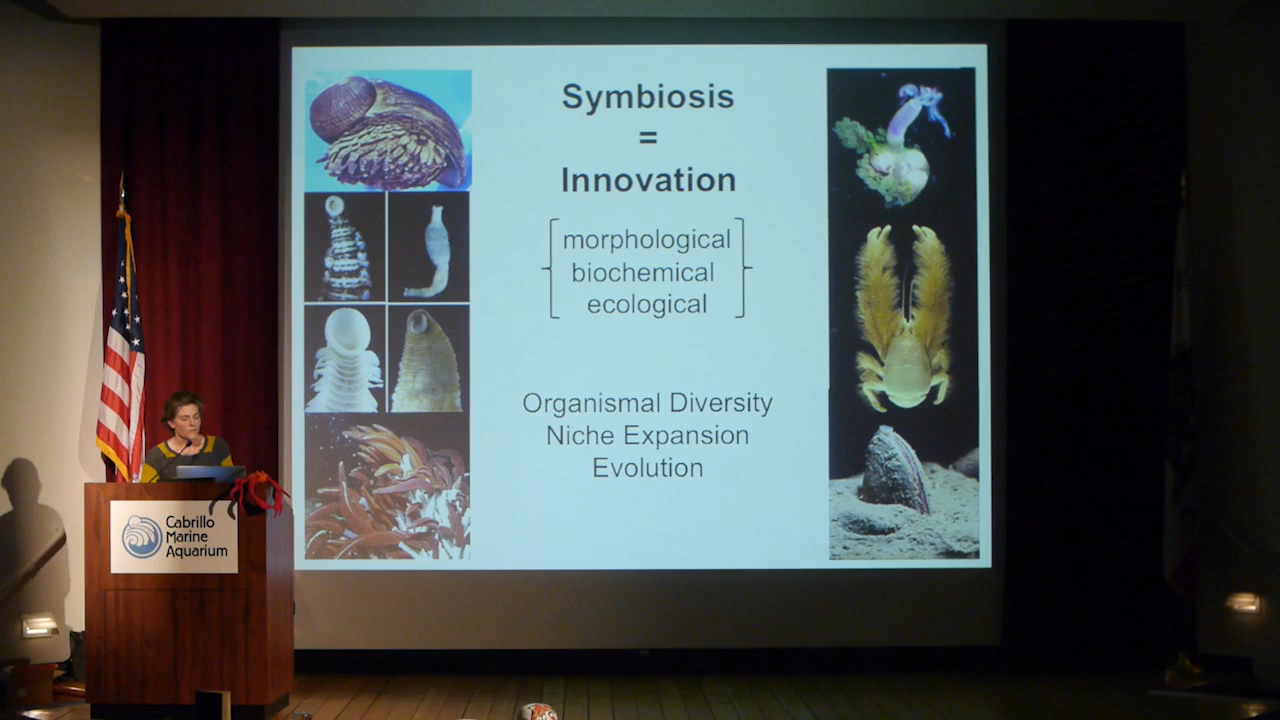 Symbiosis
=
Innovation
morphological
biochemical
ecological
Organismal Diversity
Niche Expansion
Evolution
Cabrillo
Marine
Aquarium